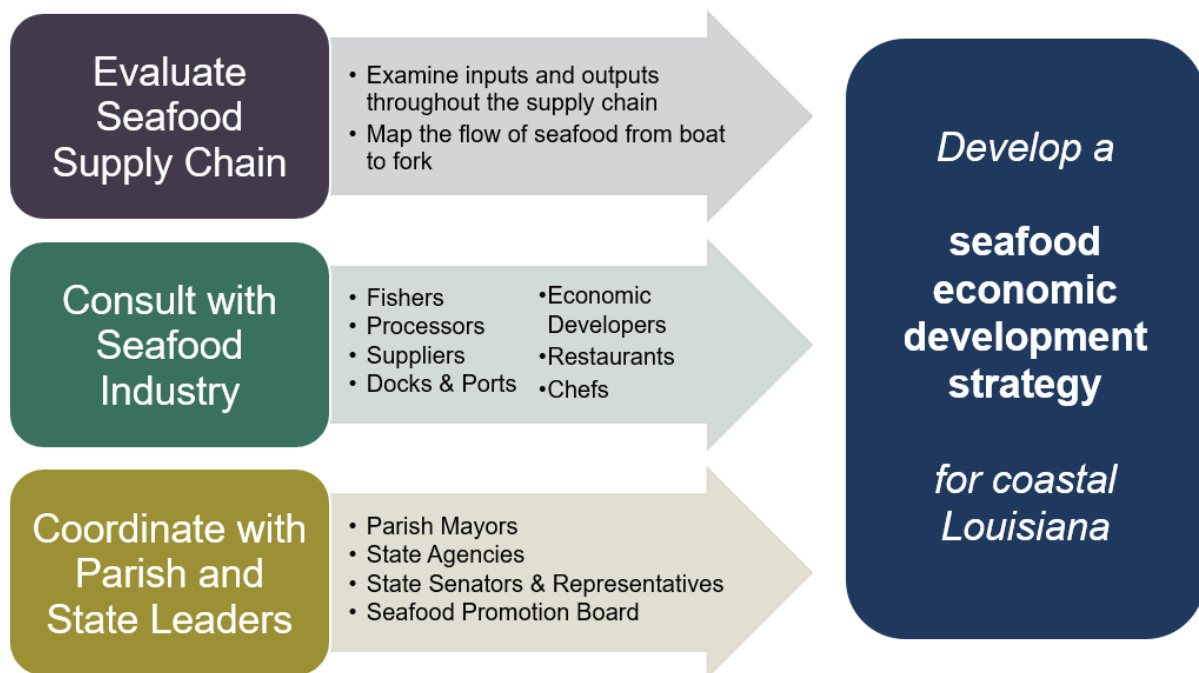 Evaluate
Seafood
Supply Chain
• Examine inputs and outputs
throughout the supply chain
• Map the flow of seafood from boat
to fork
Consult with
Seafood
Industry
• Fishers
• Processors
• Suppliers
• Docks & Ports
•Economic
Developers
•Restaurants
•Chefs
Coordinate with
Parish and
State Leaders
• Parish Mayors
• State Agencies
• State Senators & Representatives
• Seafood Promotion Board
Develop a
seafood
economic
development
strategy
for coastal
Louisiana